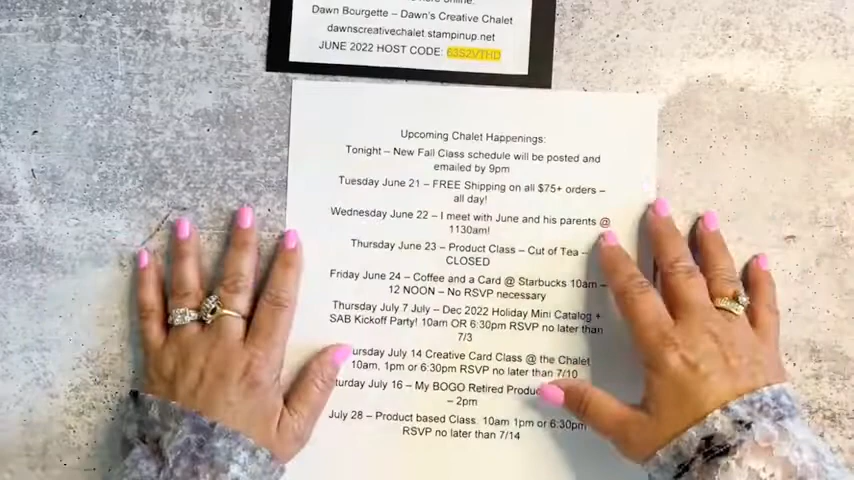 Dawn Bourgette – Dawn's Creative Chalet
dawnscreativechalet.stampinup.net
JUNE 2022 HOST CODE: 63S2VTHD
Upcoming Chalet Happenings:
Tonight – New Fall Class schedule will be posted and
emailed by 9pm
Tuesday June 21 – FREE Shipping on all $75+ orders –
all day!
Wednesday June 22 – I meet with June and his parents @
1130am!
Thursday June 23 – Product Class – Cut of Tea –
CLOSED
Friday June 24 – Coffee and a Card @ Starbucks 10am –
12 NOON – No RSVP necessary
Thursday July 7 July – Dec 2022 Holiday Mini Catalog +
SAB Kickoff Party! 10am OR 6:30pm RSVP no later than
7/3
July 14 Creative Card Class @ the Chalet
10am, 1pm or 6:30pm RSVP no later than 7/10
July 16 – My BOGO Retired
– 2pm
July 28 – Product based Class. 10am 1pm or 6:30pm
RSVP no later than 7/14